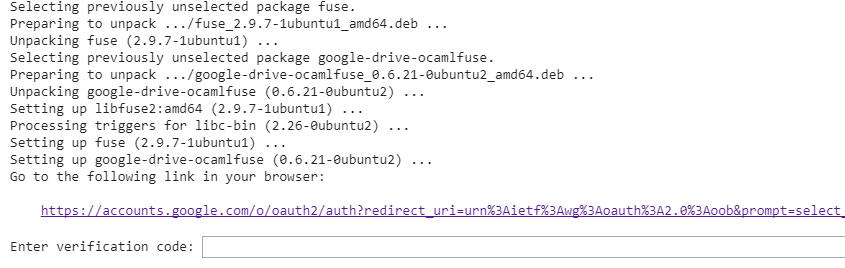 Selecting previously unselected package fuse.
Preparing to unpack .../fuse_2.9.7-1ubuntu1_amd64.deb ...
Unpacking fuse (2.9.7-1ubuntu1) ...
Selecting previously unselected package google-drive-ocamlfuse.
Preparing to unpack .../google-drive-ocamlfuse_0.6.21-0ubuntu2_amd64.deb ...
Unpacking google-drive-ocamlfuse (0.6.21-0ubuntu2) ...
Setting up libfuse2:amd64 (2.9.7-1ubuntu1) ...
Processing triggers for libc-bin (2.26-0ubuntu2) ...
Setting up fuse (2.9.7-1ubuntu1) ...
Setting up google-drive-ocamlfuse (0.6.21-0ubuntu2) ...
Go to the following link in your browser:
https://accounts.google.com/o/oauth2/auth?redirect_uri=urn%3Aietf%3Awg%3Aoauth%3A2.0%3Aoob&prompt=select_
Enter verification code: